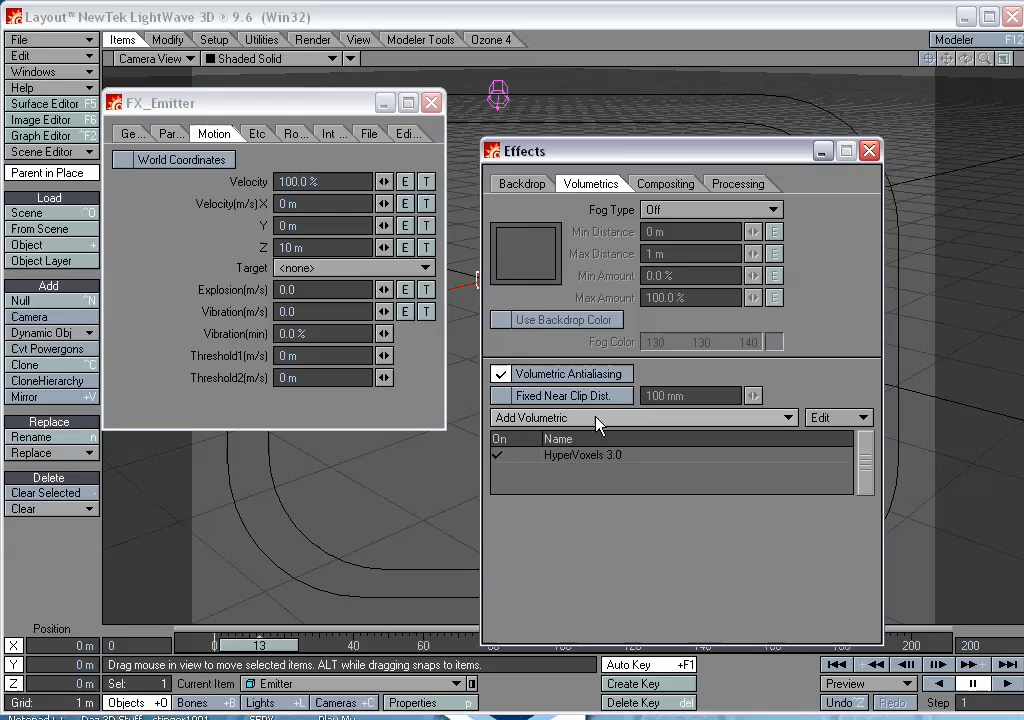 Layout™ NewTek LightWave 3D ® 9.6 (Win32)
File
Items
Modify
Setup
Utilities
Render
View
Modeler Tools
Ozone 4
Modeler F12
Edit
Camera View
Shaded Solid
Windows
Help
Surface Editor F5
Image Editor F6
Graph Editor ^F2
Scene Editor
Parent in Place
Load
Scene ^O
From Scene
Object +
Object Layer
Add
Null ^N
Camera
Dynamic Obj
Cvt Powergons
Clone ^C
CloneHierarchy
Mirror +V
Replace
Rename n
Replace
Delete
Clear Selected -
Clear
FX_Emitter
Ge...
Par...
Motion
Etc
Ro...
Int ...
File
Edi...
World Coordinates
Velocity 100.0 % E T
Velocity(m/s) X 0 m E T
Y 0 m E T
Z 10 m E T
Target <none>
Explosion(m/s) 0.0 E T
Vibration(m/s) 0.0 E T
Vibration(min) 0.0 %
Threshold1(m/s) 0 m
Threshold2(m/s) 0 m
Effects
Backdrop
Volumetrics
Compositing
Processing
Fog Type Off
Min Distance 0 m E
Max Distance 1 m E
Min Amount 0.0 % E
Max Amount 100.0 % E
Use Backdrop Color
Fog Color 130 130 140
Volumetric Antialiasing
Fixed Near Clip Dist. 100 mm
Add Volumetric Edit
On Name
HyperVoxels 3.0
Position
X 0 m 0 0 13 40 60 200 200
Y 0 m Drag mouse in view to move selected items. ALT while dragging snaps to items. Auto Key +F1
Z 0 m Sel: 1 Current Item Emitter Create Key Preview
Grid: 1 m Objects +O Bones +B Lights +L Cameras +C Properties p Delete Key del Undo Z Redo Step 1